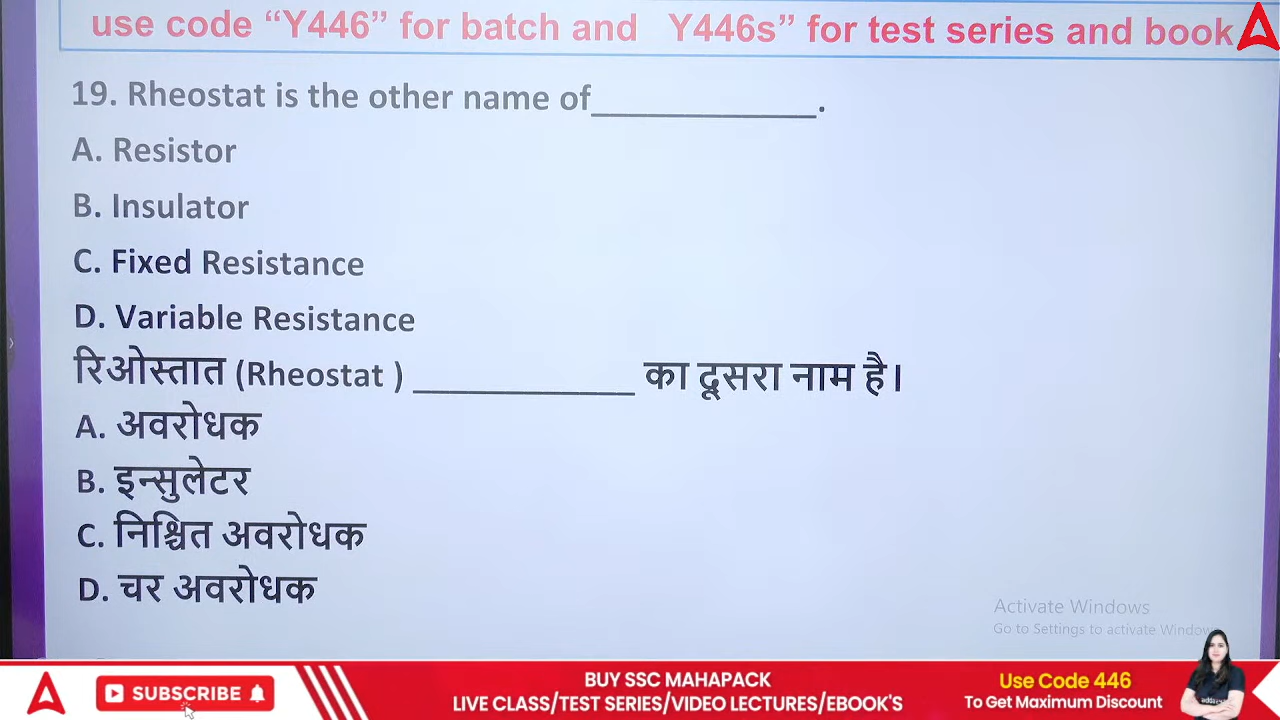 use code “Y446” for batch and Y446s” for test series and book
19. Rheostat is the other name of____________.
A. Resistor
B. Insulator
C. Fixed Resistance
D. Variable Resistance
रिओस्तात (Rheostat ) ____________ का दूसरा नाम है।
A. अवरोधक
B. इन्सुलेटर
C. निश्चित अवरोधक
D. चर अवरोधक
Activate Windows
Go to Settings to activate Windows
SUBSCRIBE
BUY SSC MAHAPACK
LIVE CLASS/TEST SERIES/VIDEO LECTURES/EBOOK'S
Use Code 446
To Get Maximum Discount